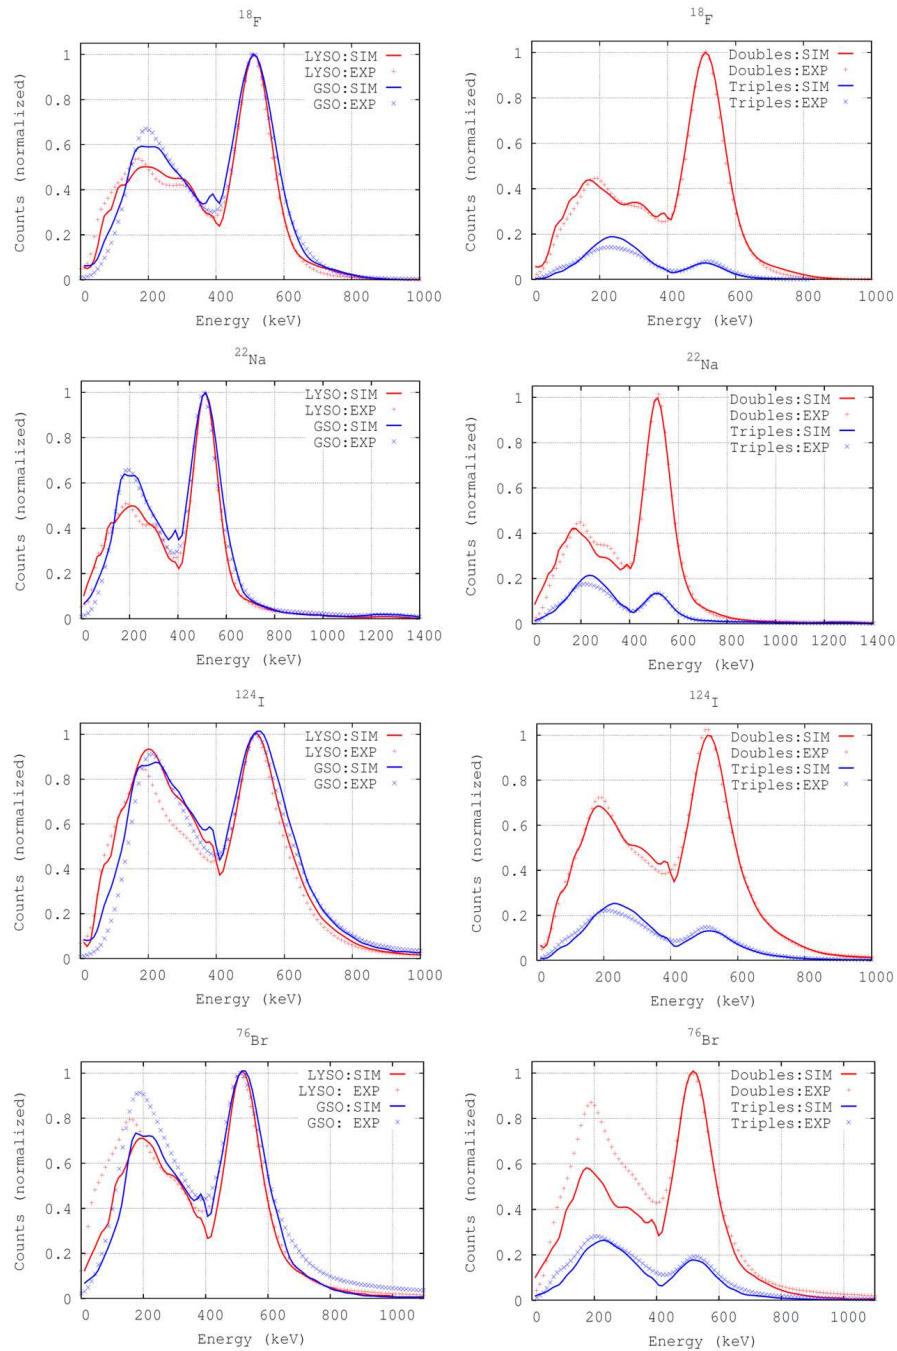 18F
LYSO:SIM
LYSO:EXP
GSO:SIM
GSO:EXP
Counts (normalized)
1
0.8
0.6
0.4
0.2
0
0 200 400 600 800 1000
Energy (keV)
18F
Doubles:SIM
Doubles:EXP
Triples:SIM
Triples:EXP
Counts (normalized)
1
0.8
0.6
0.4
0.2
0
0 200 400 600 800 1000
Energy (keV)
22Na
LYSO:SIM
LYSO:EXP
GSO:SIM
GSO:EXP
Counts (normalized)
1
0.8
0.6
0.4
0.2
0
0 200 400 600 800 1000 1200 1400
Energy (keV)
22Na
Doubles:SIM
Doubles:EXP
Triples:SIM
Triples:EXP
Counts (normalized)
1
0.8
0.6
0.4
0.2
0
0 200 400 600 800 1000 1200 1400
Energy (keV)
124I
LYSO:SIM
LYSO:EXP
GSO:SIM
GSO:EXP
Counts (normalized)
1
0.8
0.6
0.4
0.2
0
0 200 400 600 800 1000
Energy (keV)
124I
Doubles:SIM
Doubles:EXP
Triples:SIM
Triples:EXP
Counts (normalized)
1
0.8
0.6
0.4
0.2
0
0 200 400 600 800 1000
Energy (keV)
76Br
LYSO:SIM
LYSO: EXP
GSO:SIM
GSO: EXP
Counts (normalized)
1
0.8
0.6
0.4
0.2
0
0 200 400 600 800 1000
Energy (keV)
76Br
Doubles:SIM
Doubles:EXP
Triples:SIM
Triples:EXP
Counts (normalized)
1
0.8
0.6
0.4
0.2
0
0 200 400 600 800 1000
Energy (keV)